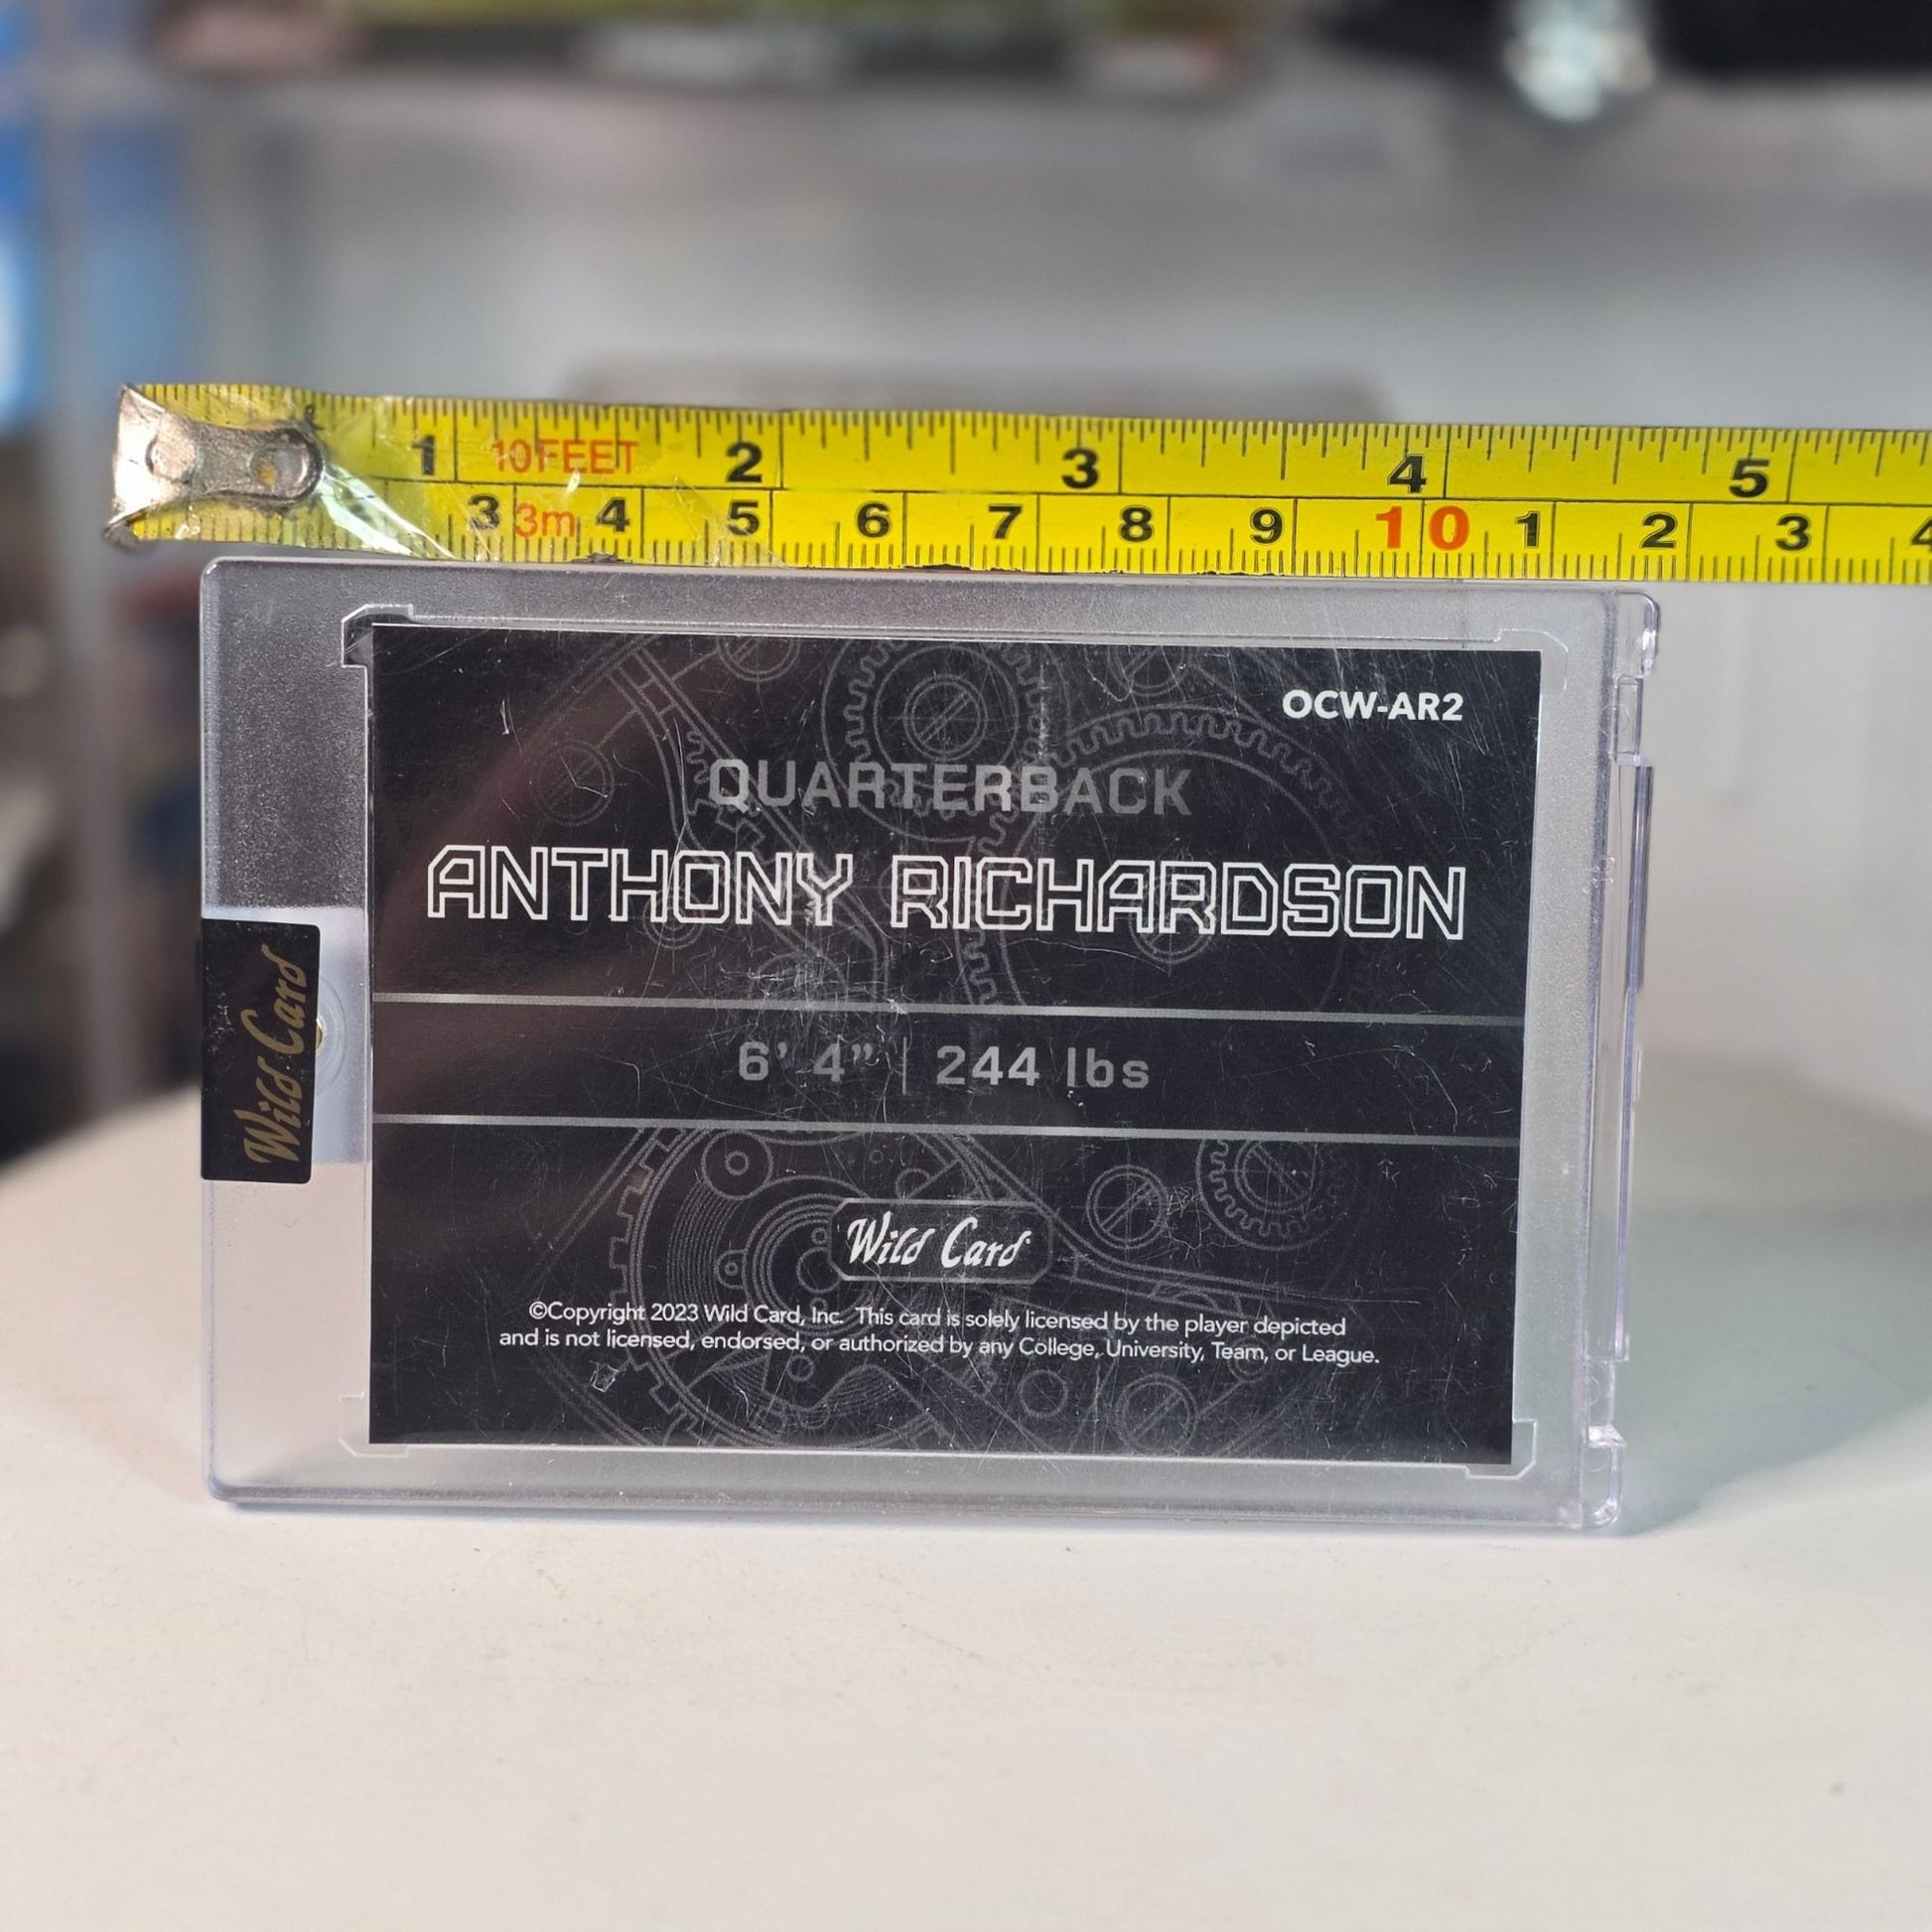 1 10FEET 2 3 4 5
3 3m 4 5 6 7 8 9 10 1 2 3 4
OCW-AR2
QUARTERBACK
ANTHONY RICHARDSON
6' 4" | 244 lbs
Wild Card
Wild Card
©Copyright 2023 Wild Card, Inc. This card is solely licensed by the player depicted
and is not licensed, endorsed, or authorized by any College, University, Team, or League.